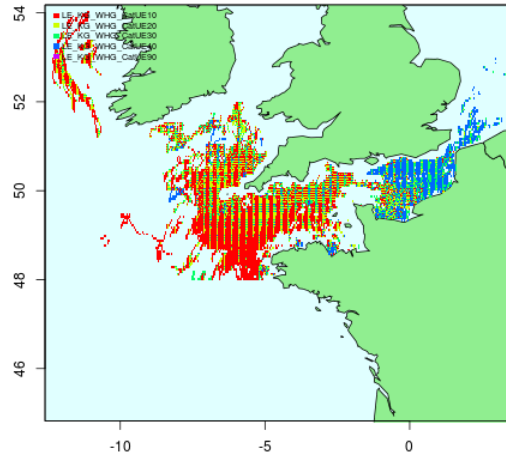 54
LE_KG_WHG_CatUE10
LE_KG_WHG_CatUE20
LE_KG_WHG_CatUE30
LE_KG_WHG_CatUE40
LE_KG_WHG_CatUE90
52
50
48
46
-10 -5 0